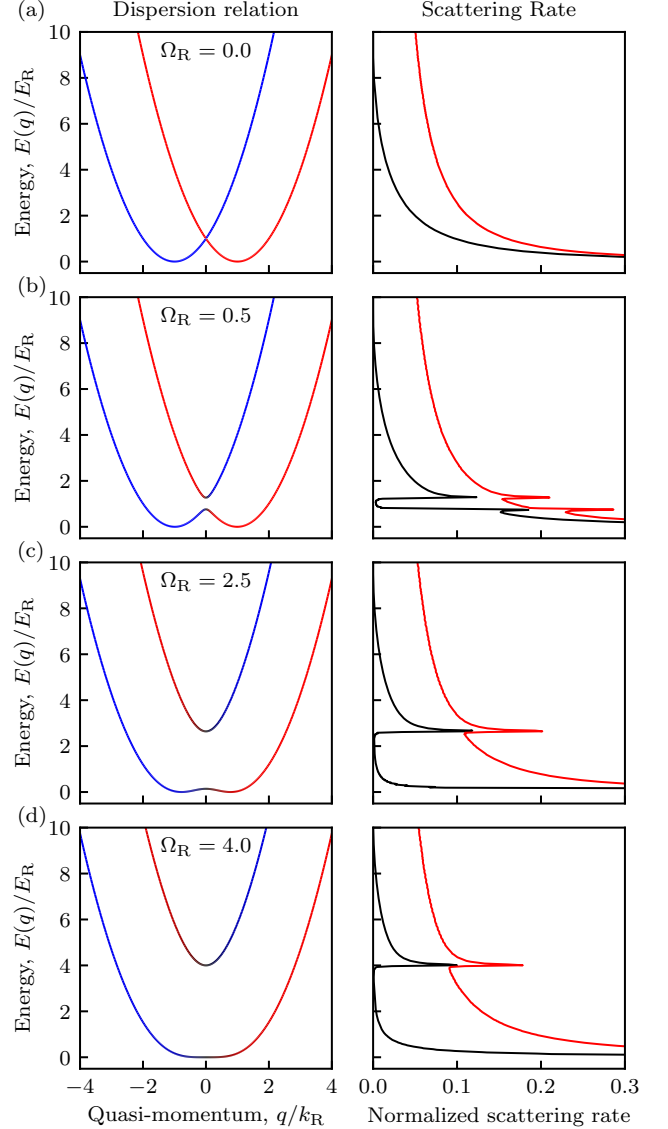 (a)
Dispersion relation
Scattering Rate
Ω_R = 0.0
10
8
6
4
2
0
Energy, E(q)/E_R
(b)
Ω_R = 0.5
10
8
6
4
2
0
Energy, E(q)/E_R
(c)
Ω_R = 2.5
10
8
6
4
2
0
Energy, E(q)/E_R
(d)
Ω_R = 4.0
10
8
6
4
2
0
Energy, E(q)/E_R
−4 −2 0 2 4
0.0 0.1 0.2 0.3
Quasi-momentum, q/k_R
Normalized scattering rate